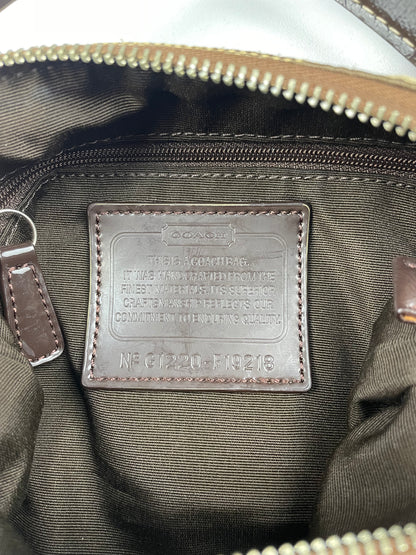 COACH
THIS IS A COACH BAG.
IT WAS HANDCRAFTED FROM THE
FINEST MATERIALS. ITS SUPERIOR
CRAFTSMANSHIP REFLECTS OUR
COMMITMENT TO ENDURING QUALITY.
Nº G1220-F19218